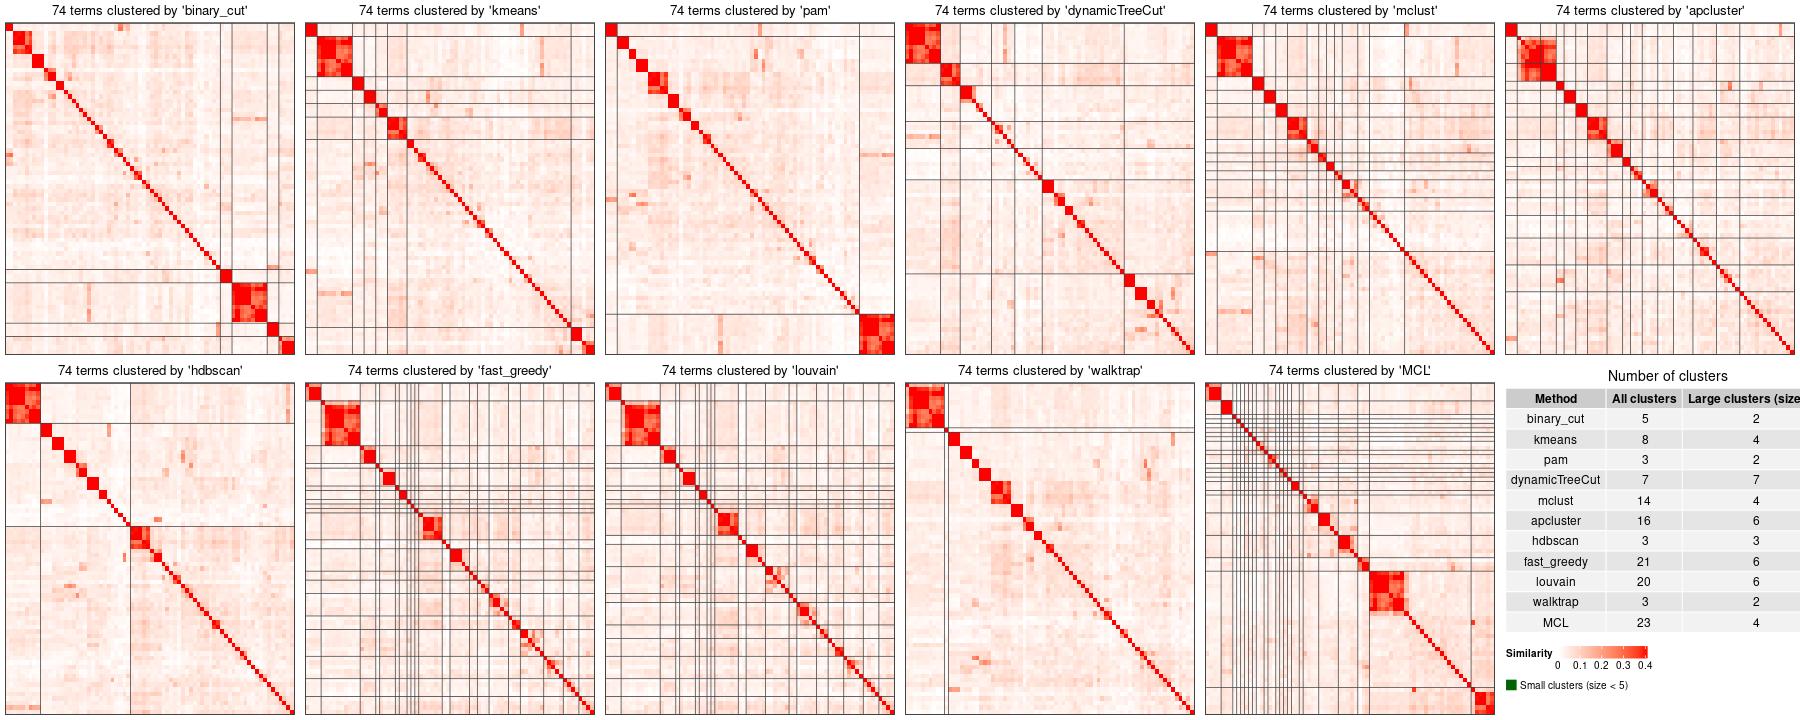 74 terms clustered by 'binary_cut'
74 terms clustered by 'kmeans'
74 terms clustered by 'pam'
74 terms clustered by 'dynamicTreeCut'
74 terms clustered by 'mclust'
74 terms clustered by 'apcluster'
74 terms clustered by 'hdbscan'
74 terms clustered by 'fast_greedy'
74 terms clustered by 'louvain'
74 terms clustered by 'walktrap'
74 terms clustered by 'MCL'
Number of clusters
Method All clusters Large clusters (size
binary_cut 5 2
kmeans 8 4
pam 3 2
dynamicTreeCut 7 7
mclust 14 4
apcluster 16 6
hdbscan 3 3
fast_greedy 21 6
louvain 20 6
walktrap 3 2
MCL 23 4
Similarity
0 0.1 0.2 0.3 0.4
Small clusters (size < 5)